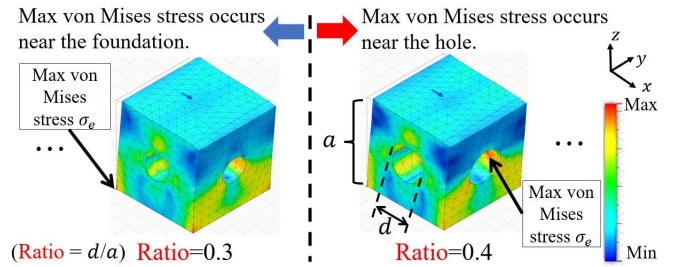 Max von Mises stress occurs
near the foundation.
Max von Mises stress occurs
near the hole.
Max von
Mises
stress σₑ
...
a
d
...
z
y
x
Max
Min
Max von
Mises
stress σₑ
(Ratio = d/a) Ratio=0.3
Ratio=0.4